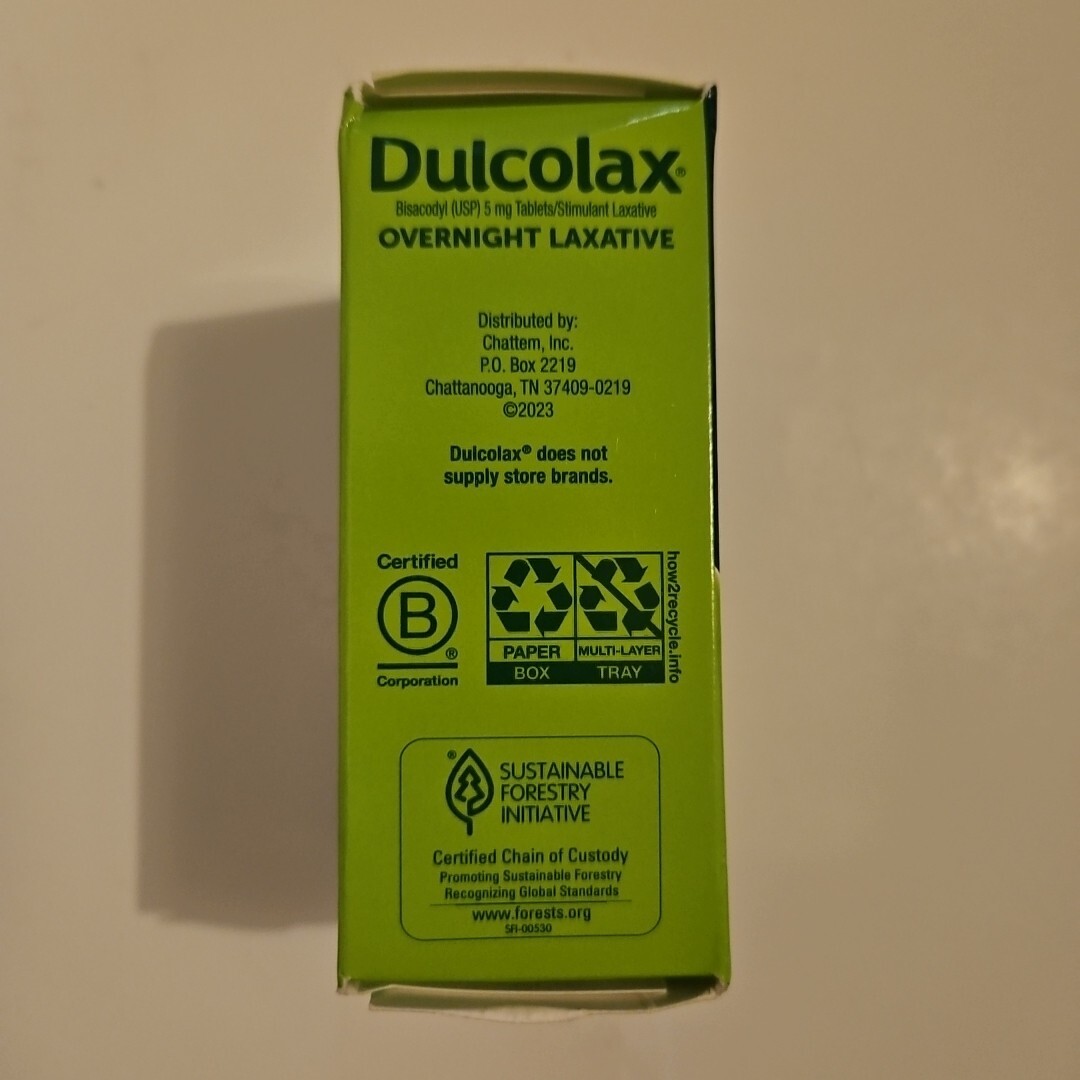 Dulcolax®
Bisacodyl (USP) 5 mg Tablets/Stimulant Laxative
OVERNIGHT LAXATIVE
Distributed by:
Chattem, Inc.
P.O. Box 2219
Chattanooga, TN 37409-0219
©2023
Dulcolax® does not
supply store brands.
Certified
B®
Corporation
PAPER
BOX
MULTI-LAYER
TRAY
how2recycle.info
®
SUSTAINABLE
FORESTRY
INITIATIVE
Certified Chain of Custody
Promoting Sustainable Forestry
Recognizing Global Standards
www.forests.org
SFI-00530